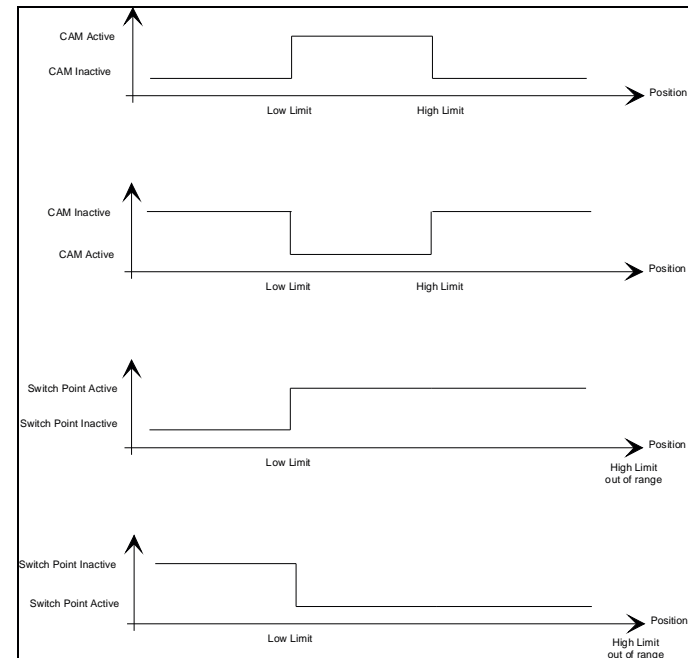 CAM Active
CAM Inactive
Position
Low Limit
High Limit
CAM Inactive
CAM Active
Position
Low Limit
High Limit
Switch Point Active
Switch Point Inactive
Position
Low Limit
High Limit
out of range
Switch Point Inactive
Switch Point Active
Position
Low Limit
High Limit
out of range